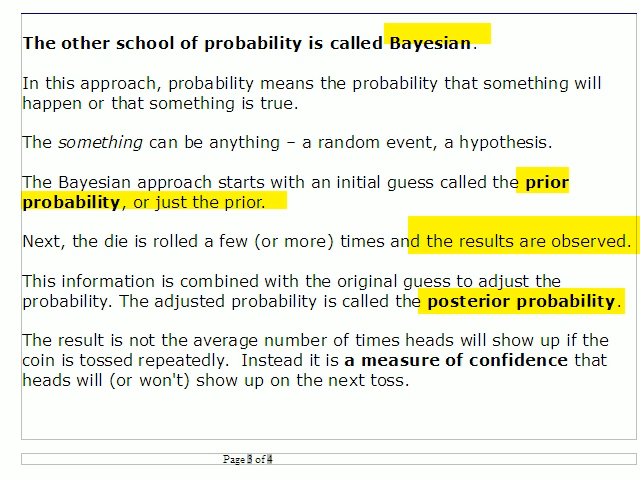 The other school of probability is called Bayesian.
In this approach, probability means the probability that something will
happen or that something is true.
The something can be anything – a random event, a hypothesis.
The Bayesian approach starts with an initial guess called the prior
probability, or just the prior.
Next, the die is rolled a few (or more) times and the results are observed.
This information is combined with the original guess to adjust the
probability. The adjusted probability is called the posterior probability.
The result is not the average number of times heads will show up if the
coin is tossed repeatedly.  Instead it is a measure of confidence that
heads will (or won't) show up on the next toss.
Page 3 of 4